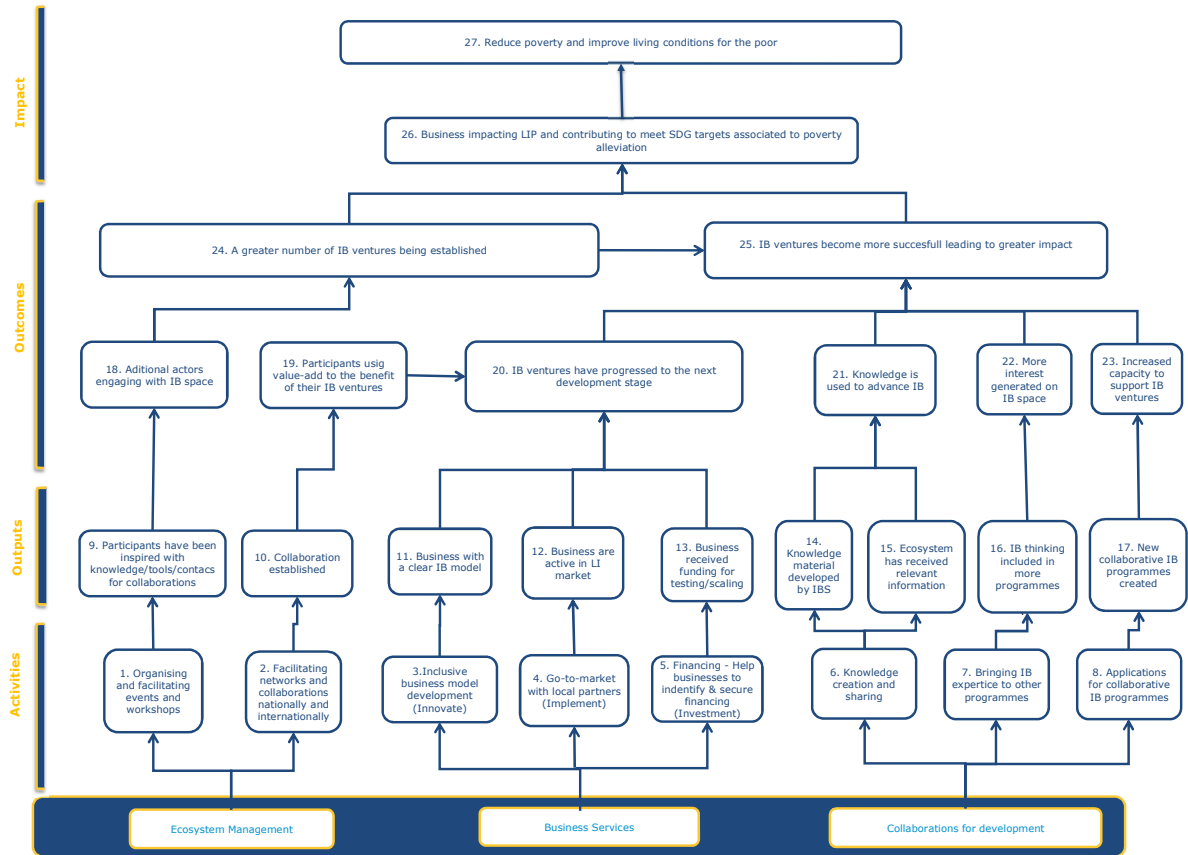 Impact
27. Reduce poverty and improve living conditions for the poor
26. Business impacting LIP and contributing to meet SDG targets associated to poverty
alleviation
Outcomes
24. A greater number of IB ventures being established
25. IB ventures become more succesfull leading to greater impact
18. Aditional actors
engaging with IB space
19. Participants usig
value-add to the benefit
of their IB ventures
20. IB ventures have progressed to the next
development stage
21. Knowledge is
used to advance IB
22. More
interest
generated on
IB space
23. Increased
capacity to
support IB
ventures
Outputs
9. Participants have been
inspired with
knowledge/tools/contacs
for collaborations
10. Collaboration
established
11. Business with
a clear IB model
12. Business are
active in LI
market
13. Business
received
funding for
testing/scaling
14.
Knowledge
material
developed
by IBS
15. Ecosystem
has received
relevant
information
16. IB thinking
included in
more
programmes
17. New
collaborative IB
programmes
created
Activities
1. Organising
and facilitating
events and
workshops
2. Facilitating
networks and
collaborations
nationally and
internationally
3.Inclusive
business model
development
(Innovate)
4. Go-to-market
with local partners
(Implement)
5. Financing - Help
businesses to
indentify & secure
financing
(Investment)
6. Knowledge
creation and
sharing
7. Bringing IB
expertice to other
programmes
8. Applications
for collaborative
IB programmes
Ecosystem Management
Business Services
Collaborations for development